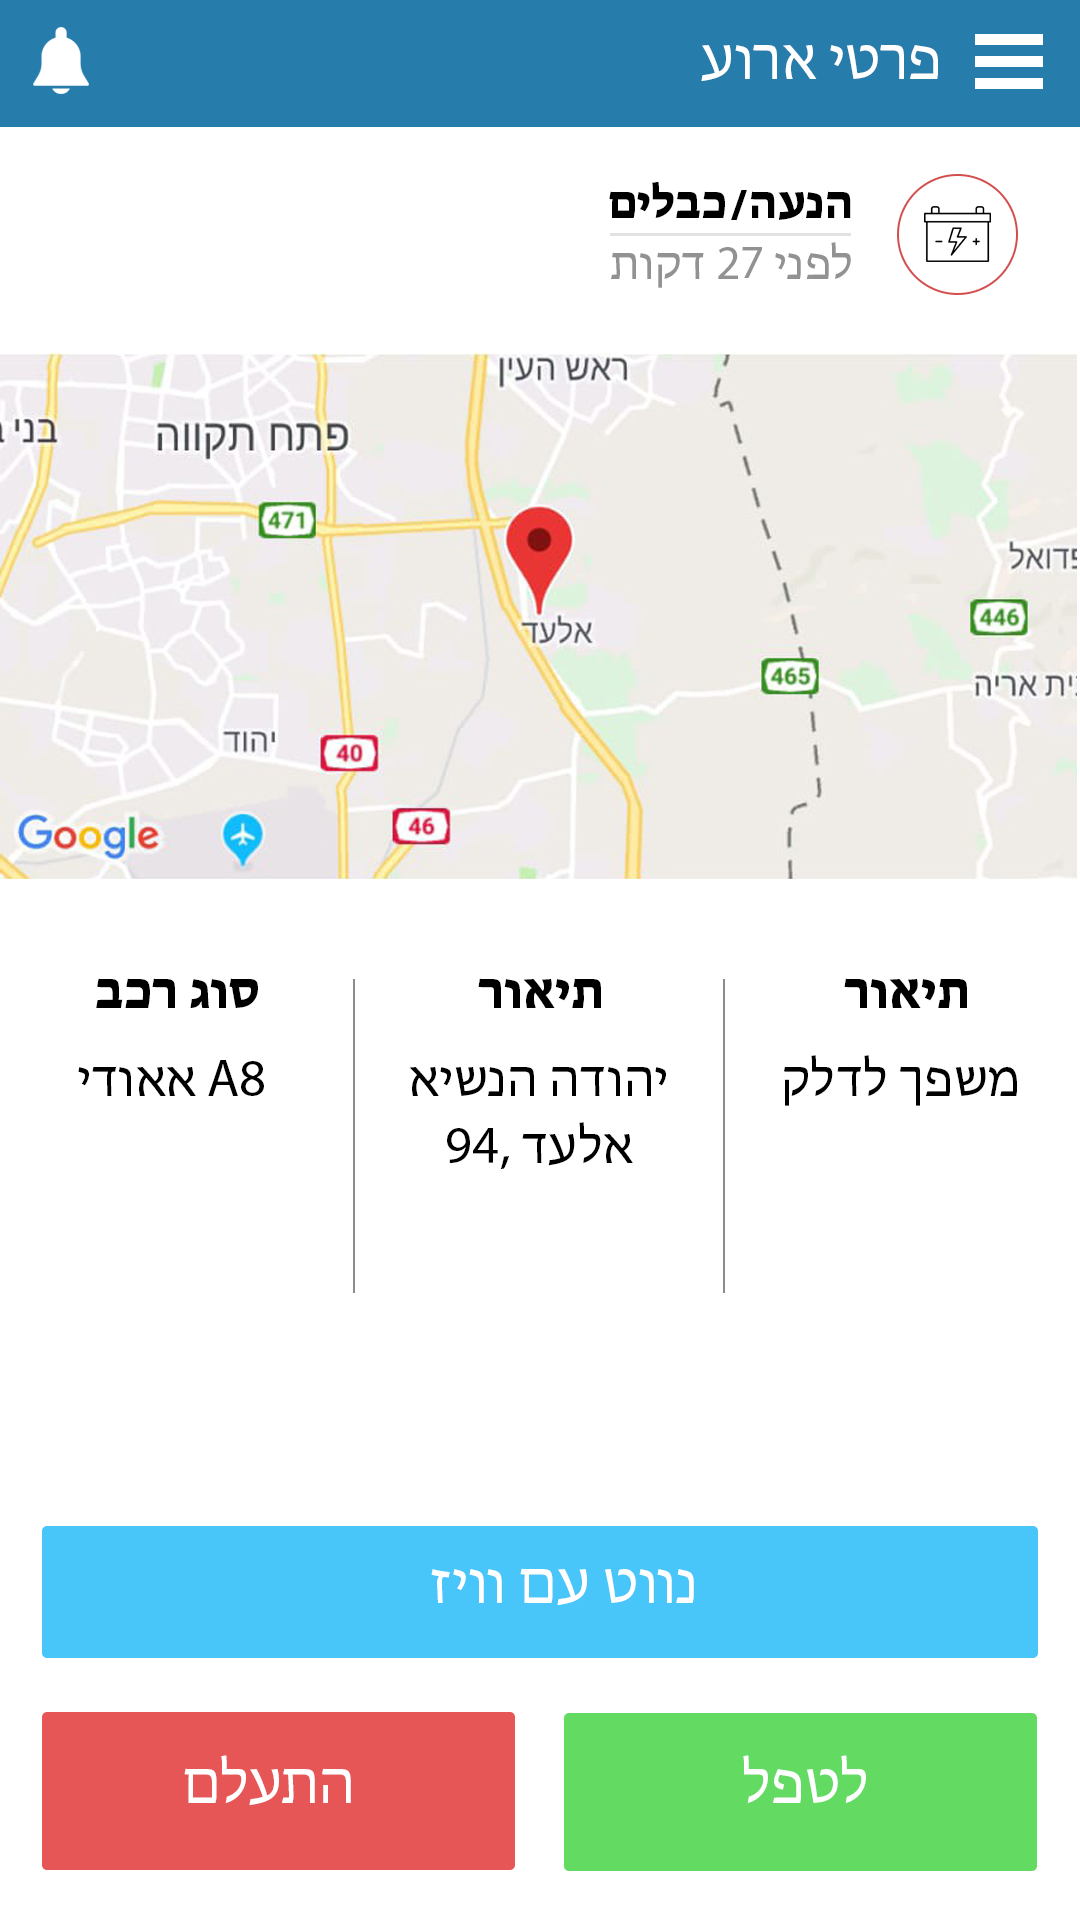 פרטי ארוע
הנעה/כבלים
לפני 27 דקות
ראש העין
בני
פתח תקווה
471
פדואל
446
אלעד
465
ית אריה
יהוד
40
46
Google
תיאור
משפך לדלק
תיאור
יהודה הנשיא
94, אלעד
סוג רכב
A8 אאודי
נווט עם וויז
לטפל
התעלם